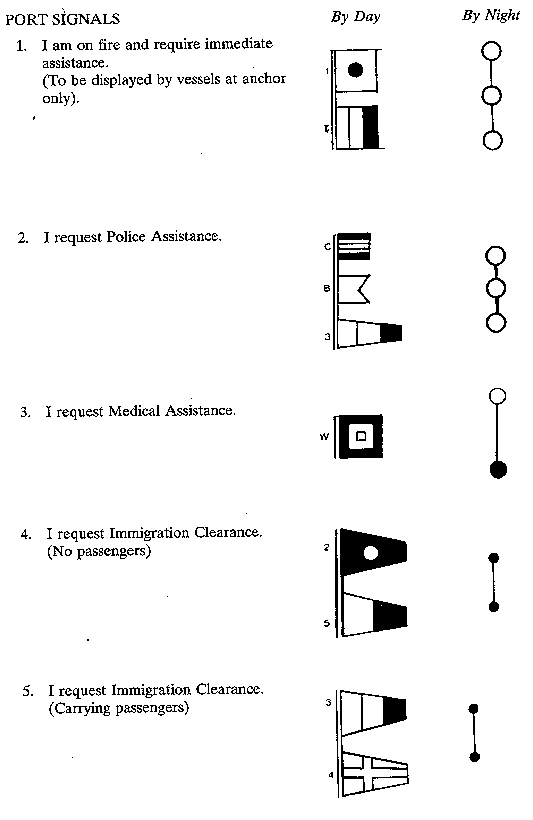 PORT SIGNALS
By Day
By Night
1. I am on fire and require immediate
assistance.
(To be displayed by vessels at anchor
only).
1
2. I request Police Assistance.
C
B
3
3. I request Medical Assistance.
W
4. I request Immigration Clearance.
(No passengers)
2
5
5. I request Immigration Clearance.
(Carrying passengers)
3
4